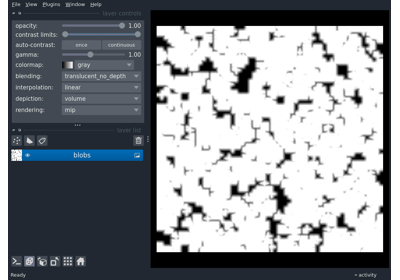 File View Plugins Window Help
layer controls
opacity: 1.00
contrast limits:
auto-contrast: once continuous
gamma: 1.00
colormap: gray
blending: translucent_no_depth
interpolation: linear
depiction: volume
rendering: mip
layer list
blobs
Ready
activity